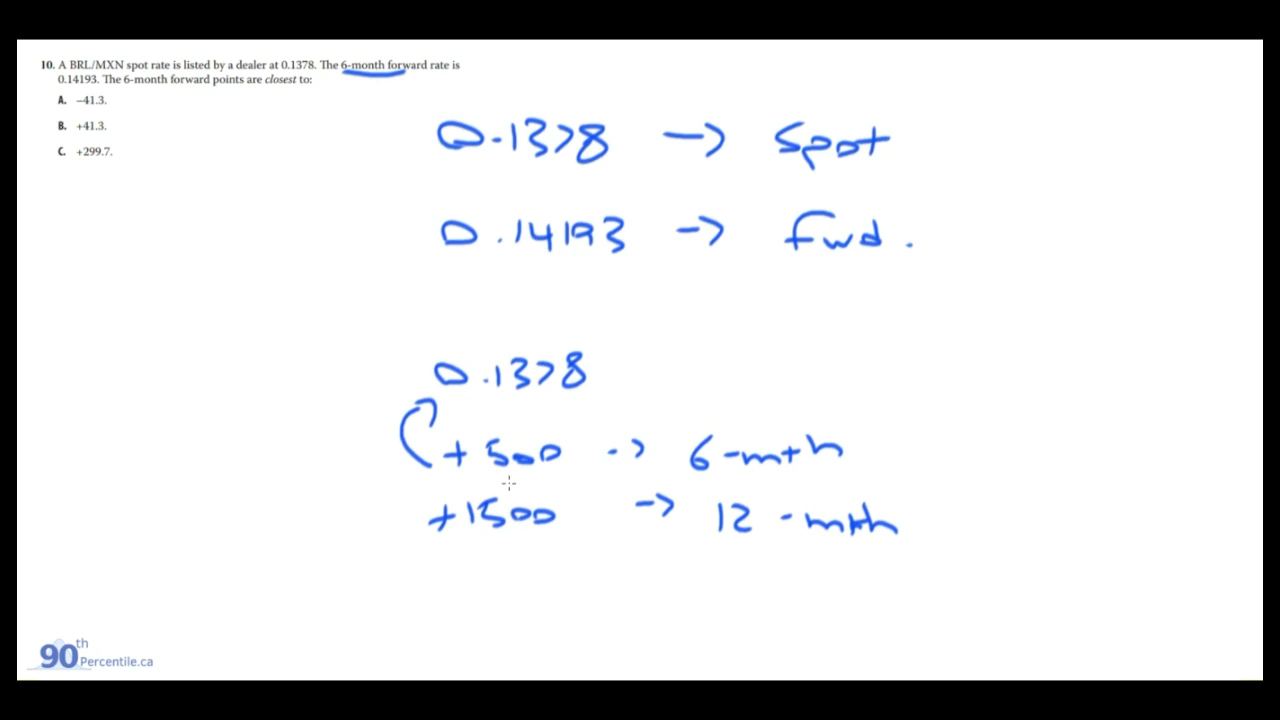 10. A BRL/MXN spot rate is listed by a dealer at 0.1378. The 6-month forward rate is
0.14193. The 6-month forward points are closest to:
A. −41.3.
B. +41.3.
C. +299.7.
0.1378 → Spot
0.14193 → fwd.
0.1378
+500 → 6-mth
+1500 → 12-mth
90th Percentile.ca